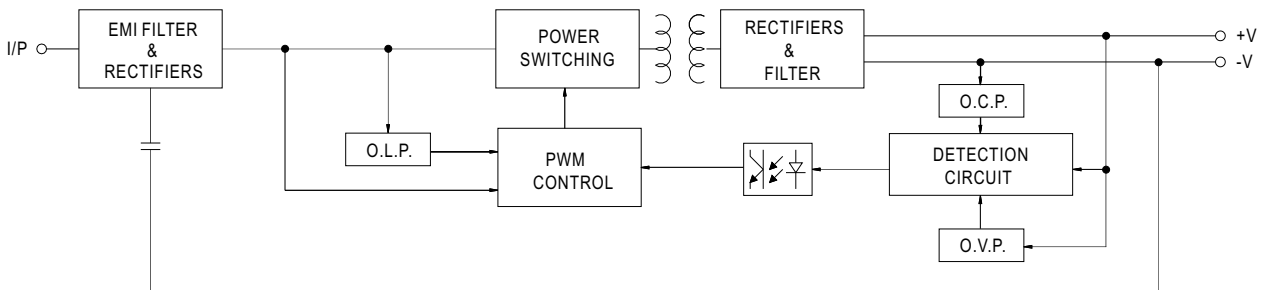 I/P
EMI FILTER
&
RECTIFIERS
POWER
SWITCHING
RECTIFIERS
&
FILTER
+V
-V
O.C.P.
O.L.P.
PWM
CONTROL
DETECTION
CIRCUIT
O.V.P.